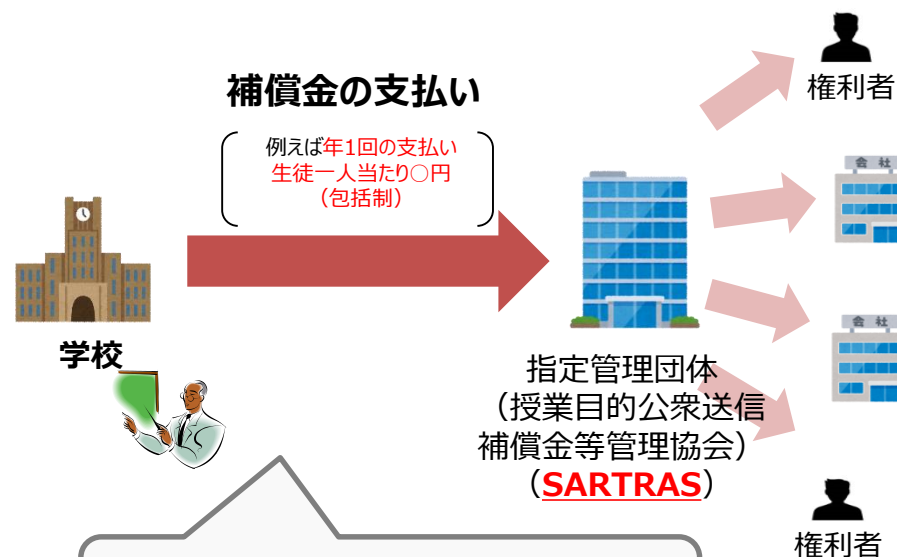 補償金の支払い
例えば年1回の支払い
生徒一人当たり○円
（包括制）
学校
指定管理団体
（授業目的公衆送信
補償金等管理協会）
（SARTRAS）
権利者
会社
会社
権利者